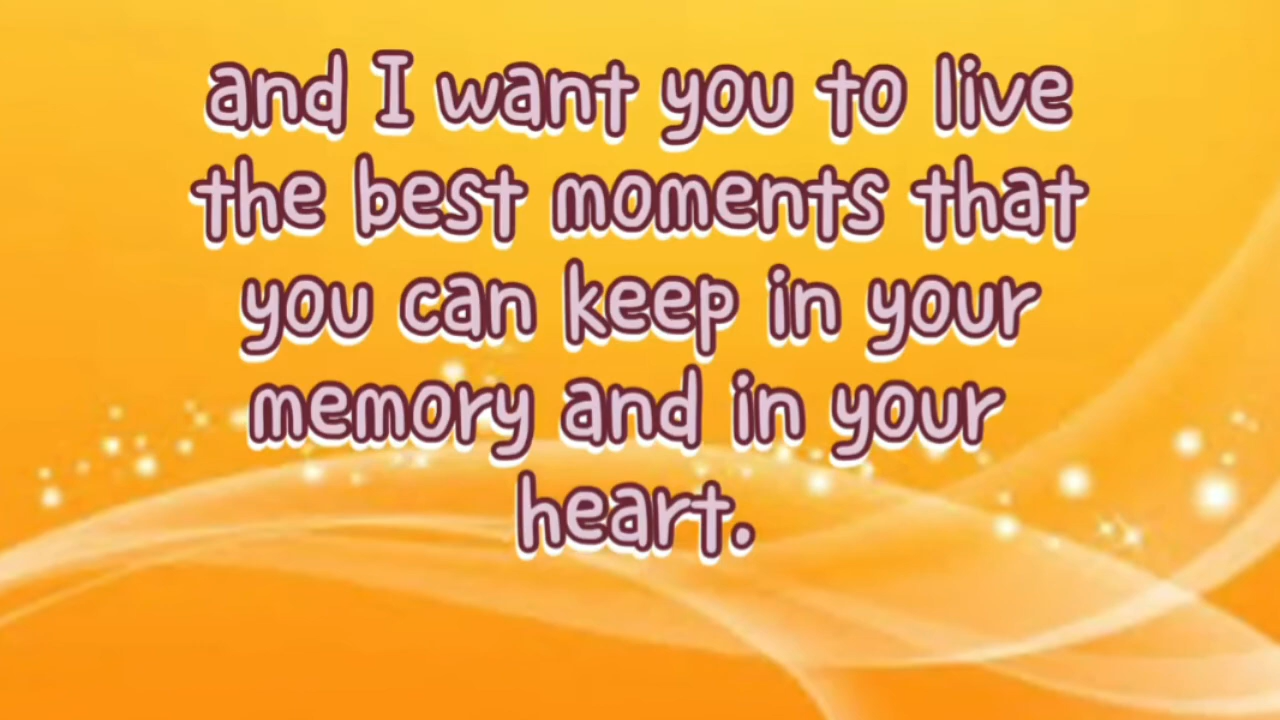 and I want you to live
the best moments that
you can keep in your
memory and in your
heart.